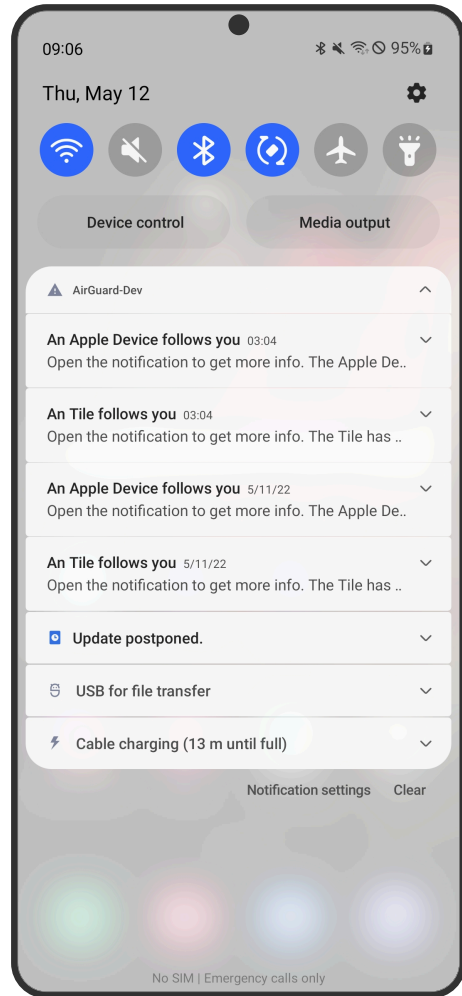 09:06 95%
Thu, May 12
Device control Media output
AirGuard-Dev
An Apple Device follows you 03:04
Open the notification to get more info. The Apple De..
An Tile follows you 03:04
Open the notification to get more info. The Tile has ..
An Apple Device follows you 5/11/22
Open the notification to get more info. The Apple De..
An Tile follows you 5/11/22
Open the notification to get more info. The Tile has ..
Update postponed.
USB for file transfer
Cable charging (13 m until full)
Notification settings Clear
No SIM | Emergency calls only